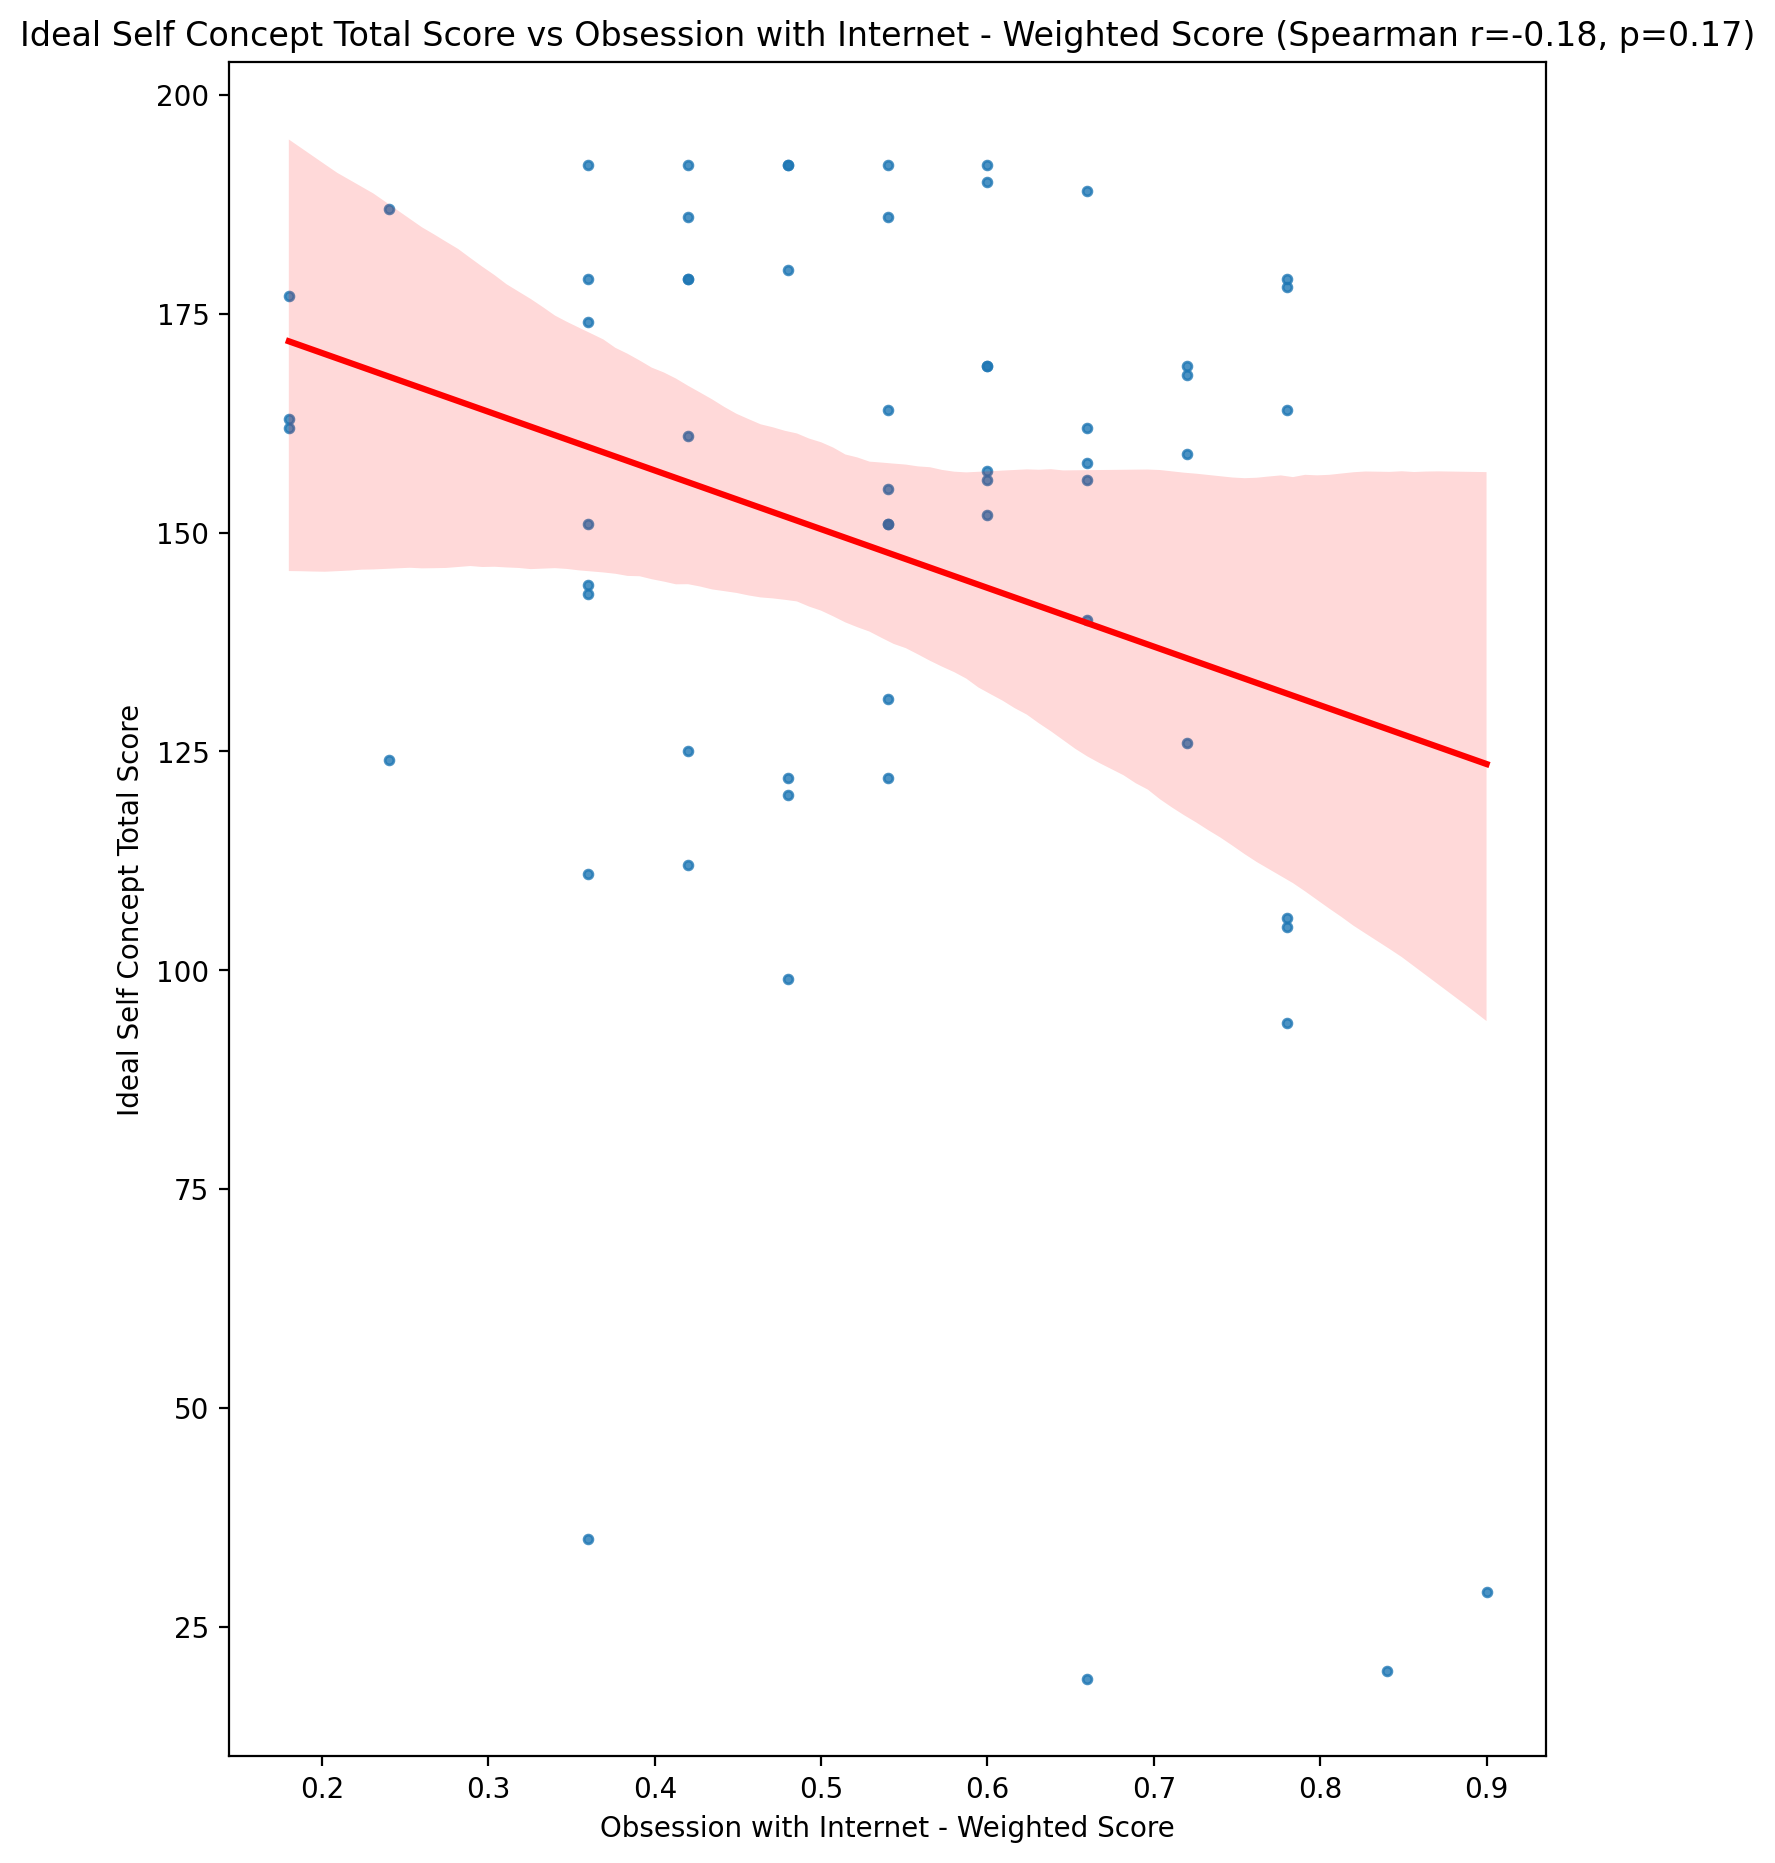 Ideal Self Concept Total Score vs Obsession with Internet - Weighted Score (Spearman r=-0.18, p=0.17)
200
175
150
125
100
75
50
25
Ideal Self Concept Total Score
0.2 0.3 0.4 0.5 0.6 0.7 0.8 0.9
Obsession with Internet - Weighted Score